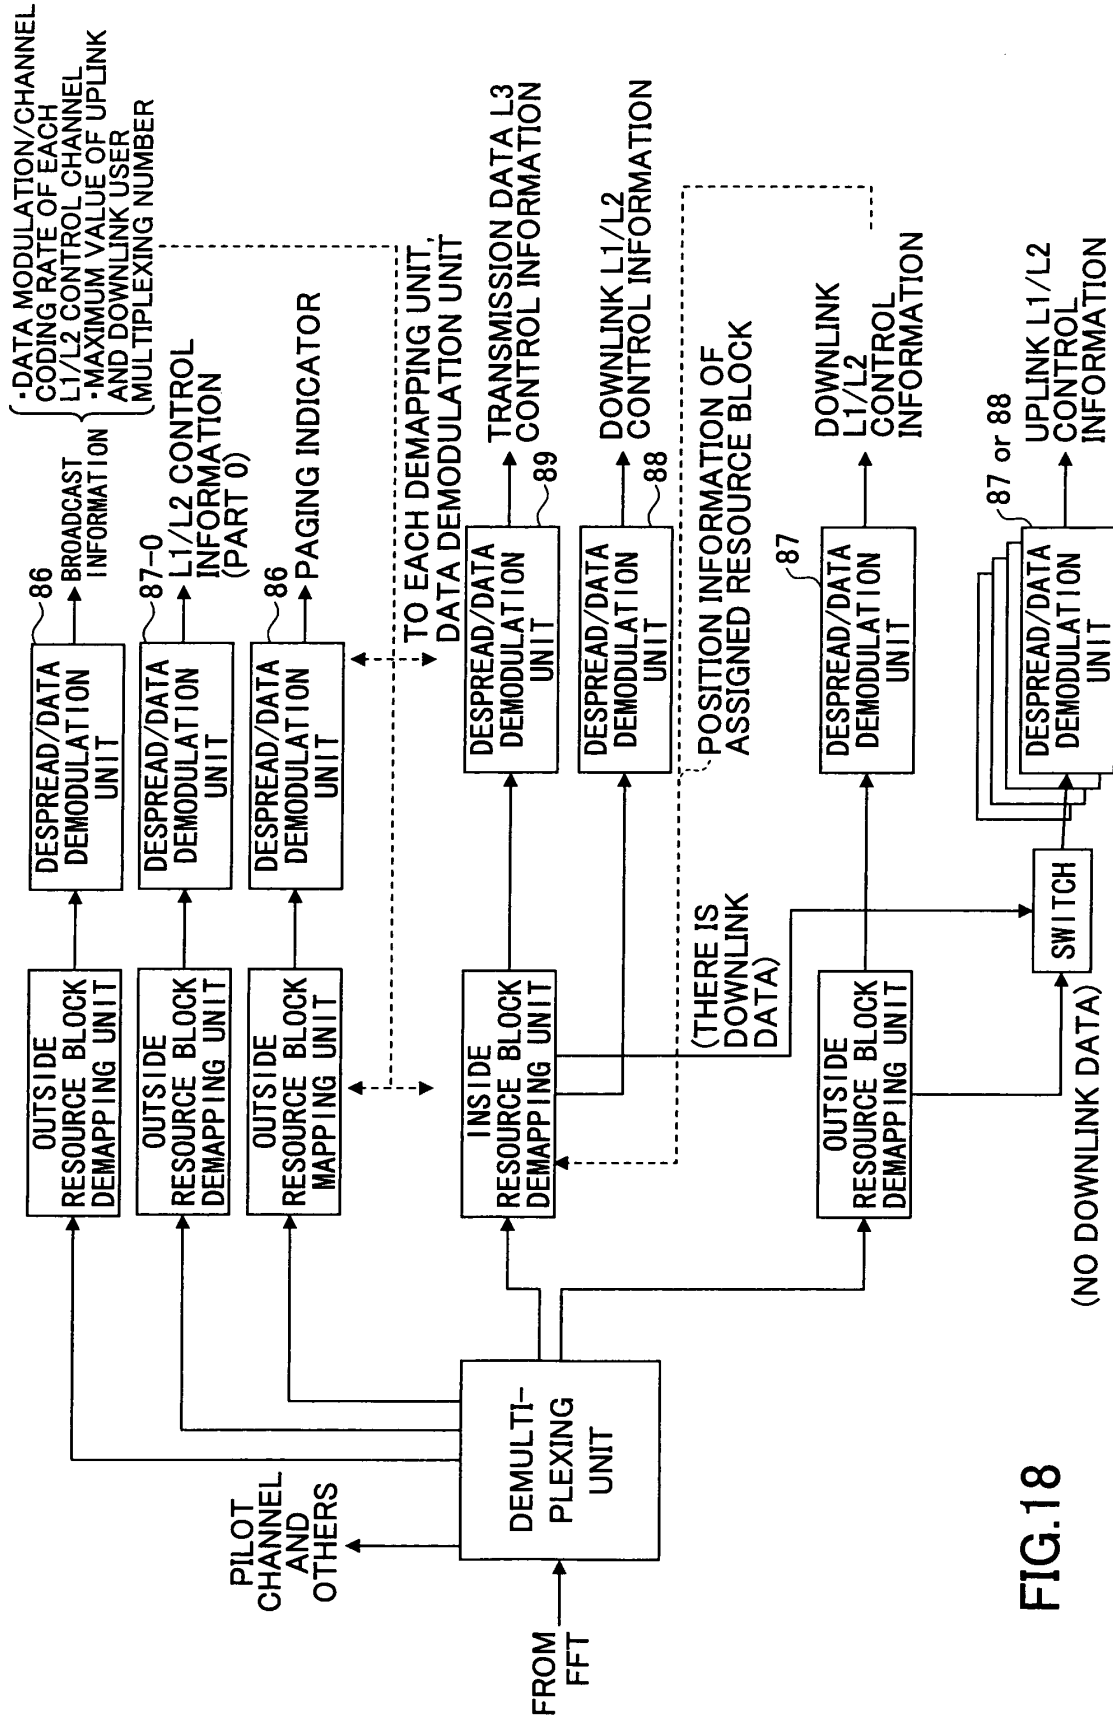 ·DATA MODULATION/CHANNEL
CODING RATE OF EACH
L1/L2 CONTROL CHANNEL
·MAXIMUM VALUE OF UPLINK
AND DOWNLINK USER
MULTIPLEXING NUMBER
OUTSIDE
RESOURCE BLOCK
DEMAPPING UNIT
DESPREAD/DATA
DEMODULATION
UNIT
86
BROADCAST
INFORMATION
OUTSIDE
RESOURCE BLOCK
DEMAPPING UNIT
DESPREAD/DATA
DEMODULATION
UNIT
87-0
L1/L2 CONTROL
INFORMATION
(PART 0)
OUTSIDE
RESOURCE BLOCK
MAPPING UNIT
DESPREAD/DATA
DEMODULATION
UNIT
86
PAGING INDICATOR
PILOT
CHANNEL
AND
OTHERS
TO EACH DEMAPPING UNIT,
DATA DEMODULATION UNIT
FROM
FFT
DEMULTI-
PLEXING
UNIT
INSIDE
RESOURCE BLOCK
DEMAPPING UNIT
DESPREAD/DATA
DEMODULATION
UNIT
89
TRANSMISSION DATA L3
CONTROL INFORMATION
DESPREAD/DATA
DEMODULATION
UNIT
88
DOWNLINK L1/L2
CONTROL INFORMATION
(THERE IS
DOWNLINK
DATA)
POSITION INFORMATION OF
ASSIGNED RESOURCE BLOCK
OUTSIDE
RESOURCE BLOCK
DEMAPPING UNIT
DESPREAD/DATA
DEMODULATION
UNIT
87
DOWNLINK
L1/L2
CONTROL
INFORMATION
(NO DOWNLINK DATA)
SWITCH
DESPREAD/DATA
DEMODULATION
UNIT
87 or 88
UPLINK L1/L2
CONTROL
INFORMATION
FIG.18